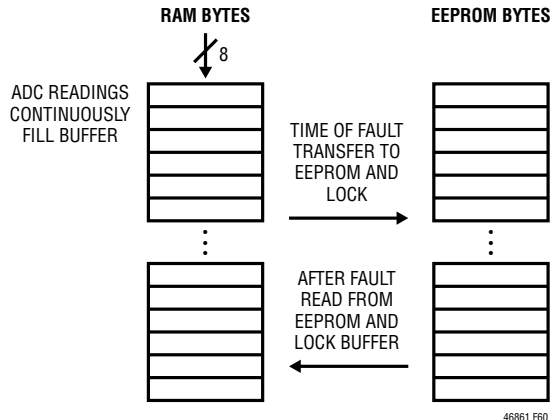 RAM BYTES
EEPROM BYTES
8
ADC READINGS
CONTINUOUSLY
FILL BUFFER
TIME OF FAULT
TRANSFER TO
EEPROM AND
LOCK
AFTER FAULT
READ FROM
EEPROM AND
LOCK BUFFER
46861 F60